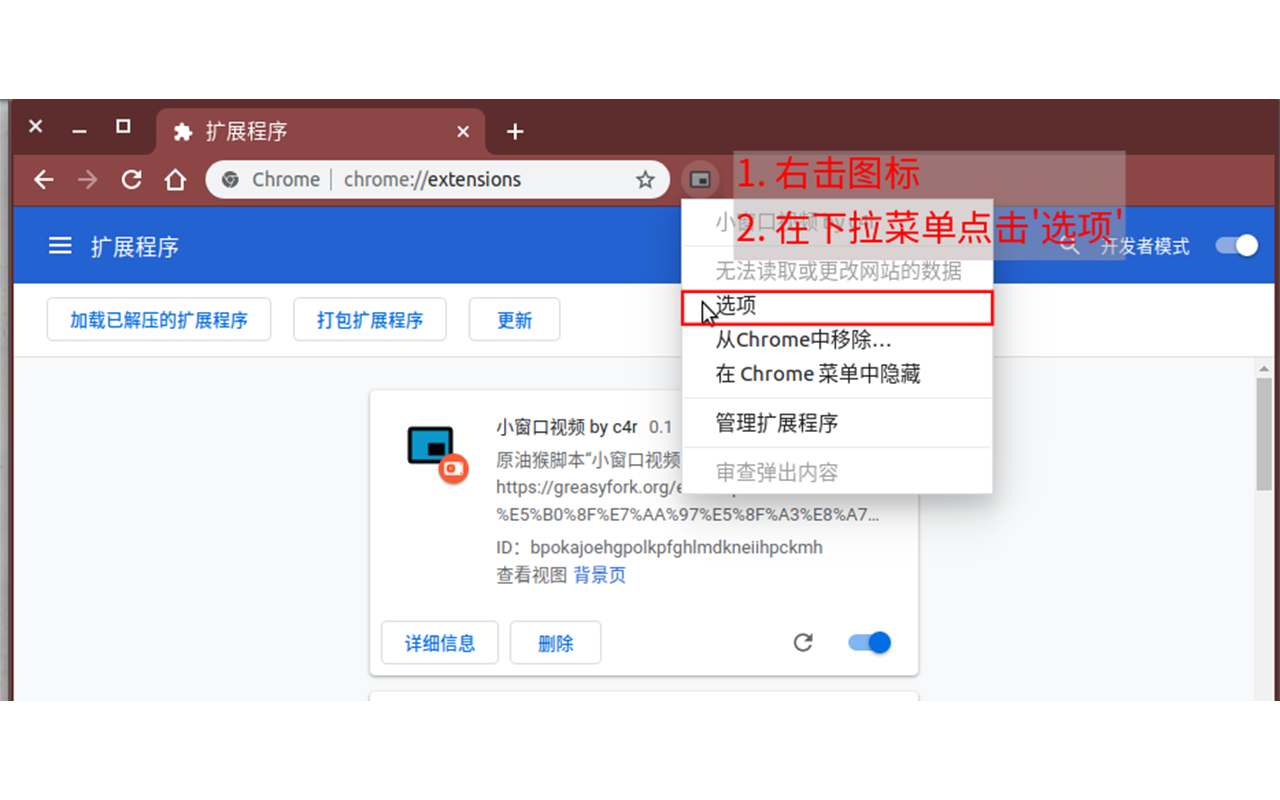 扩展程序
Chrome
chrome://extensions
1. 右击图标
2. 在下拉菜单点击'选项'
小窗口视频
扩展程序
开发者模式
无法读取或更改网站的数据
加载已解压的扩展程序
打包扩展程序
更新
选项
从Chrome中移除...
在 Chrome 菜单中隐藏
管理扩展程序
审查弹出内容
小窗口视频 by c4r 0.1
原油猴脚本“小窗口视频
https://greasyfork.org/
%E5%B0%8F%E7%AA%97%E5%8F%A3%E8%A7...
ID：bpokajoehgpolkpfghlmdkneiihpckmh
查看视图 背景页
详细信息
删除